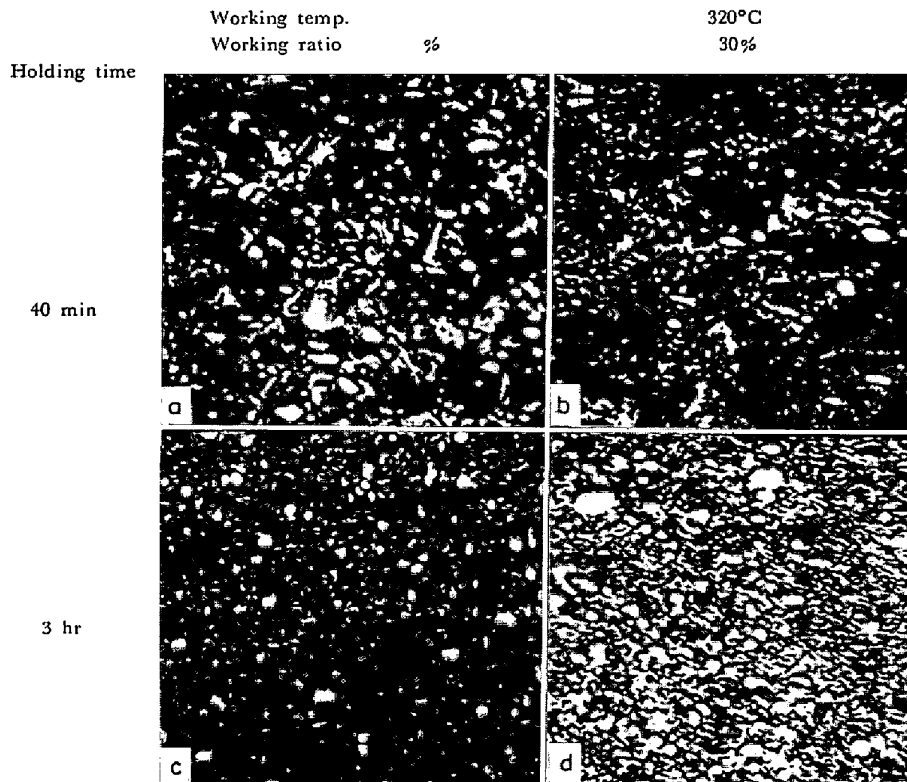 Working temp. 320°C
Working ratio % 30%
Holding time
40 min
a b
3 hr
c d